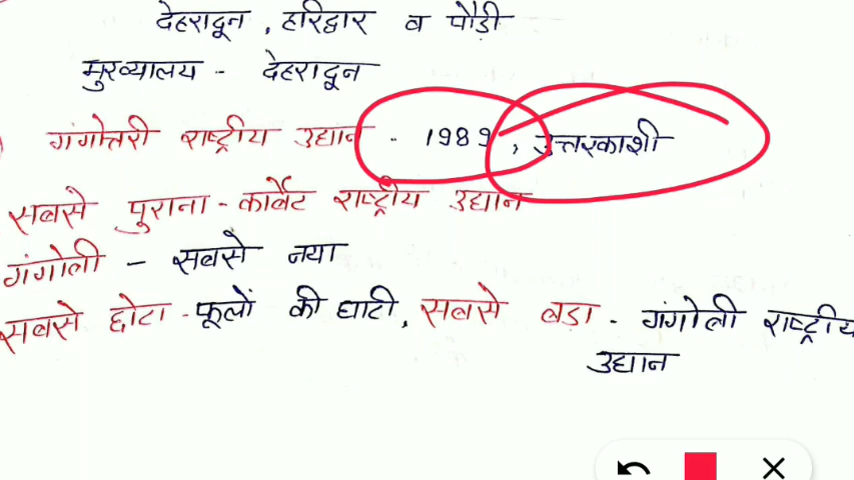 देहरादून , हरिद्वार व पौड़ी
मुख्यालय - देहरादून
गंगोत्तरी राष्ट्रीय उद्यान - 1989 , उत्तरकाशी
सबसे पुराना - कार्बेट राष्ट्रीय उद्यान
गंगोली - सबसे नया
सबसे छोटा - फूलों की घाटी, सबसे बड़ा - गंगोली राष्ट्रीय
उद्यान